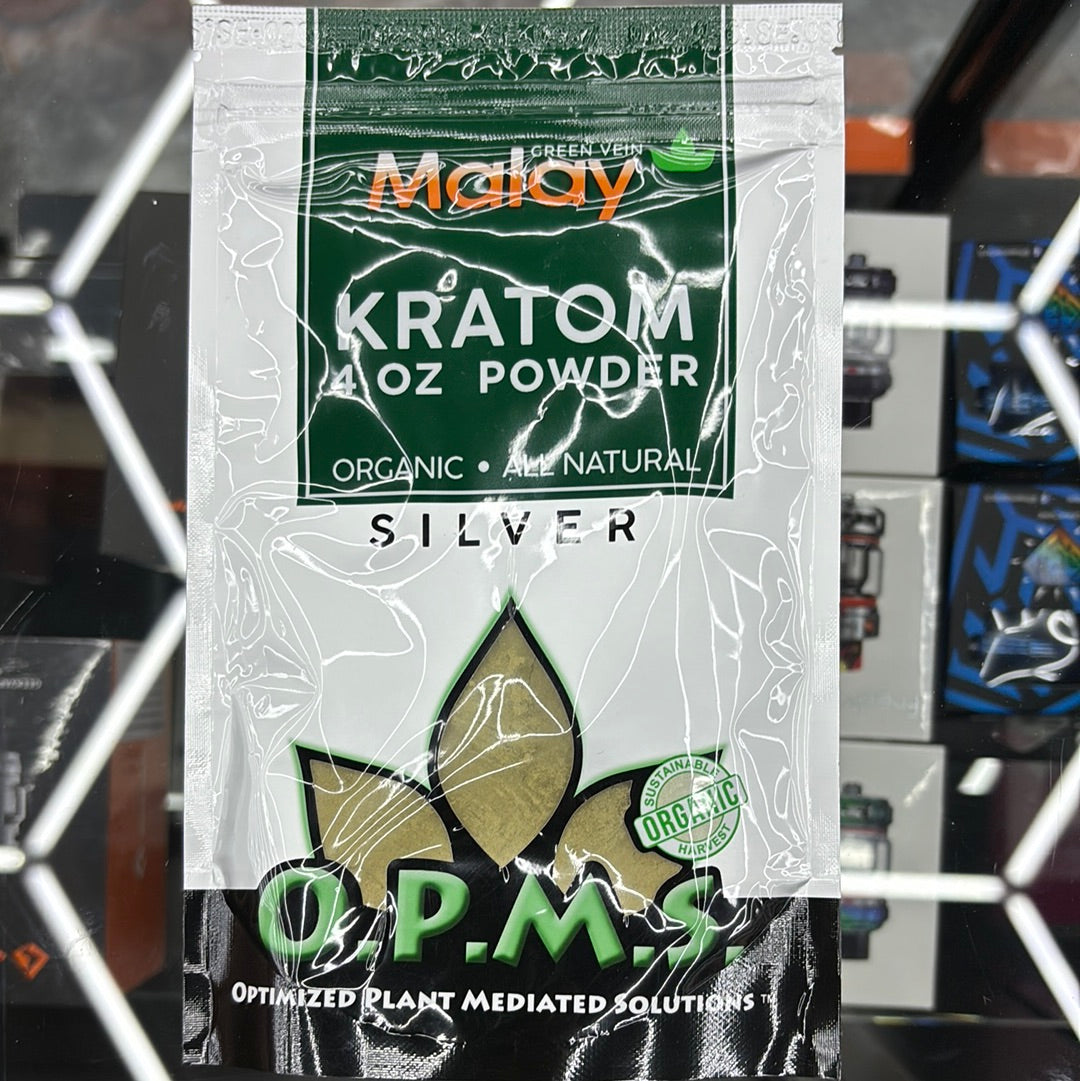 GREEN VEIN
Malay
KRATOM
4 OZ POWDER
ORGANIC • ALL NATURAL
SILVER
SUSTAINABLE
ORGANIC
HARVEST
O.P.M.S.
OPTIMIZED PLANT MEDIATED SOLUTIONS™